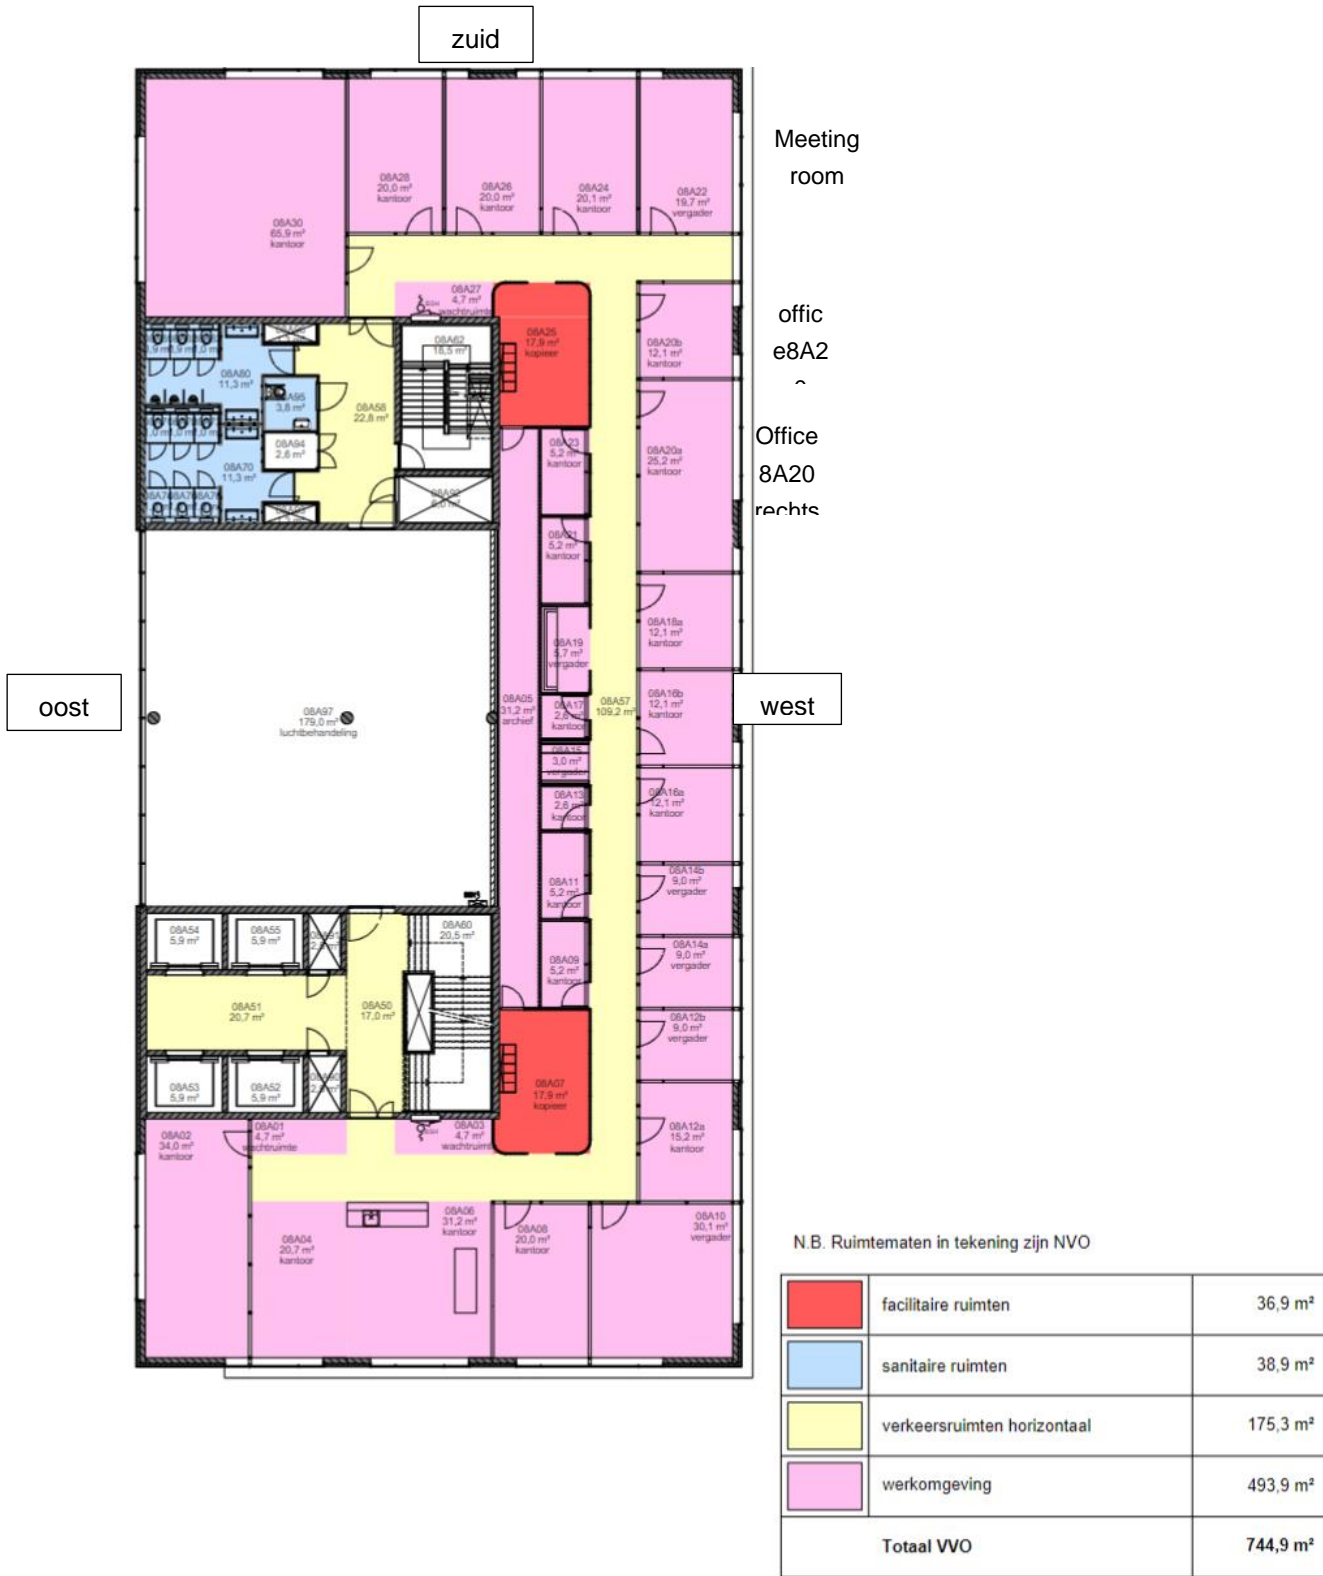 zuid
Meeting
room
08A28
20,0 m²
kantoor
08A26
20,0 m²
kantoor
08A24
20,1 m²
kantoor
08A22
19,7 m²
vergader
08A30
65,9 m²
kantoor
08A27
4,7 m²
wachtruimte
08A25
17,9 m²
kopieer
08A20b
12,1 m²
kantoor
offic
e8A2
08A62
16,5 m²
08A80
11,3 m²
08A95
3,8 m²
08A58
22,8 m²
08A94
2,6 m²
08A70
11,3 m²
08A23
5,2 m²
kantoor
08A20a
25,2 m²
kantoor
Office
8A20
rechts
08A21
5,2 m²
kantoor
08A18a
12,1 m²
kantoor
08A19
5,7 m²
vergader
oost
08A97
179,0 m²
luchtbehandeling
08A05
31,2 m²
archief
08A17
2,6 m²
kantoor
08A57
109,2 m²
08A16b
12,1 m²
kantoor
west
08A15
3,0 m²
vergader
08A13
2,6 m²
kantoor
08A16a
12,1 m²
kantoor
08A11
5,2 m²
kantoor
08A14b
9,0 m²
vergader
08A54
5,9 m²
08A55
5,9 m²
08A60
20,5 m²
08A09
5,2 m²
kantoor
08A14a
9,0 m²
vergader
08A51
20,7 m²
08A50
17,0 m²
08A12b
9,0 m²
vergader
08A53
5,9 m²
08A52
5,9 m²
08A07
17,9 m²
kopieer
08A12a
15,2 m²
kantoor
08A02
34,0 m²
kantoor
08A01
4,7 m²
wachtruimte
08A03
4,7 m²
wachtruimte
08A04
20,7 m²
kantoor
08A06
31,2 m²
kantoor
08A08
20,0 m²
kantoor
08A10
30,1 m²
vergader
N.B. Ruimtematen in tekening zijn NVO
facilitaire ruimten 36,9 m²
sanitaire ruimten 38,9 m²
verkeersruimten horizontaal 175,3 m²
werkomgeving 493,9 m²
Totaal VVO 744,9 m²